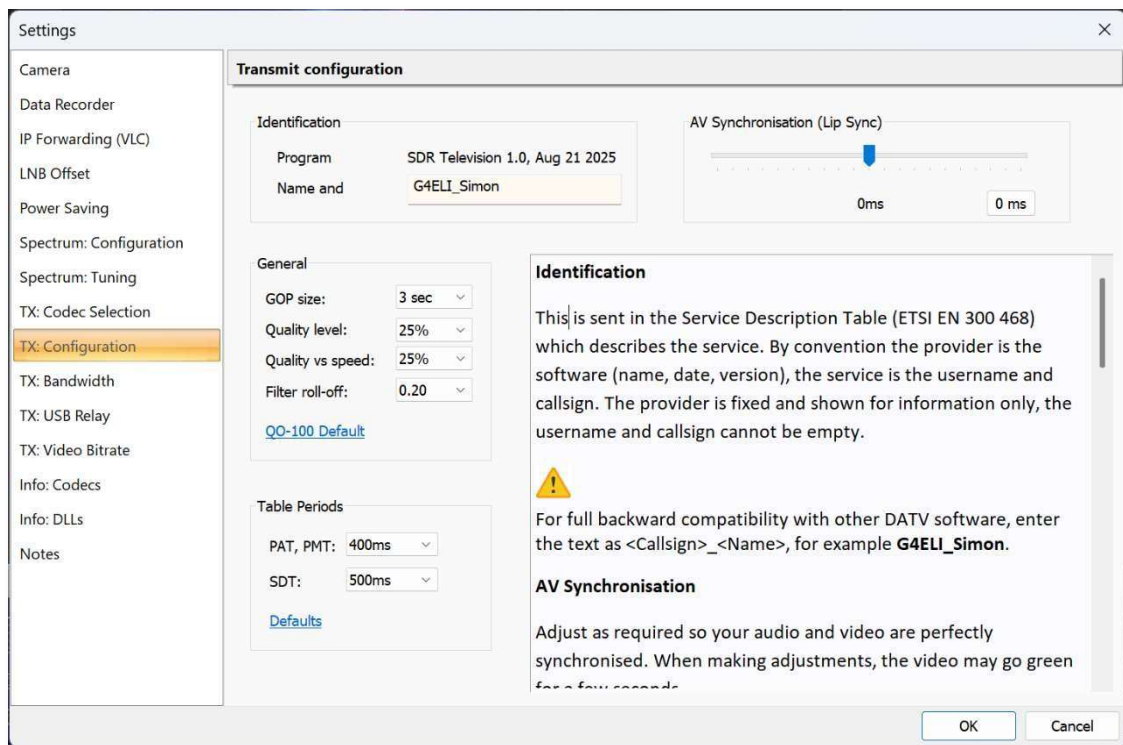 Settings
Camera
Data Recorder
IP Forwarding (VLC)
LNB Offset
Power Saving
Spectrum: Configuration
Spectrum: Tuning
TX: Codec Selection
TX: Configuration
TX: Bandwidth
TX: USB Relay
TX: Video Bitrate
Info: Codecs
Info: DLLs
Notes
Transmit configuration
Identification
Program SDR Television 1.0, Aug 21 2025
Name and G4ELI_Simon
AV Synchronisation (Lip Sync)
0ms 0 ms
General
GOP size: 3 sec
Quality level: 25%
Quality vs speed: 25%
Filter roll-off: 0.20
QO-100 Default
Table Periods
PAT, PMT: 400ms
SDT: 500ms
Defaults
Identification
This is sent in the Service Description Table (ETSI EN 300 468)
which describes the service. By convention the provider is the
software (name, date, version), the service is the username and
callsign. The provider is fixed and shown for information only, the
username and callsign cannot be empty.
For full backward compatibility with other DATV software, enter
the text as <Callsign>_<Name>, for example G4ELI_Simon.
AV Synchronisation
Adjust as required so your audio and video are perfectly
synchronised. When making adjustments, the video may go green
for a few seconds
OK Cancel